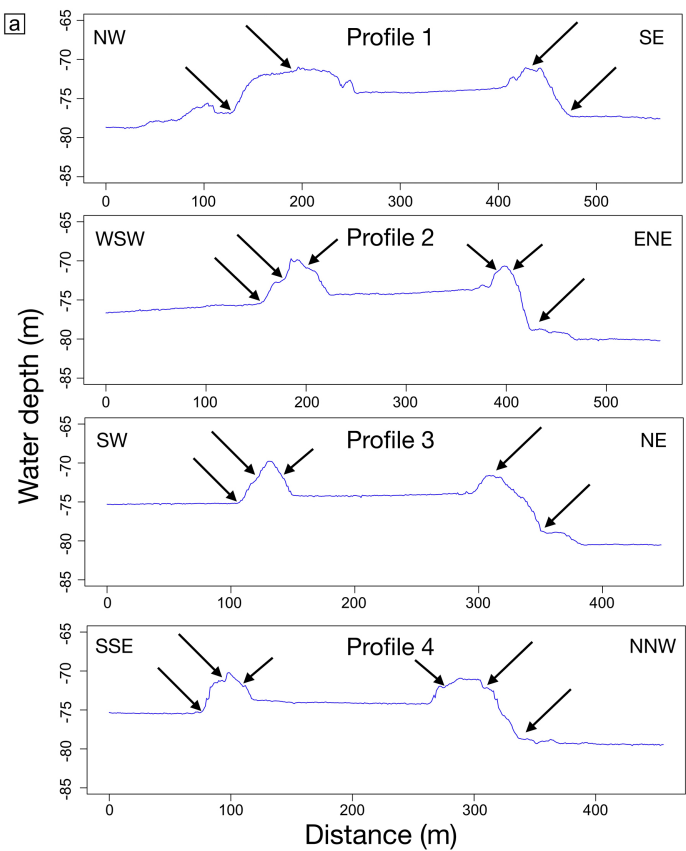 a
NW Profile 1 SE
-65
-70
-75
-80
-85
0 100 200 300 400 500
WSW Profile 2 ENE
-65
-70
-75
-80
-85
0 100 200 300 400 500
SW Profile 3 NE
-65
-70
-75
-80
-85
0 100 200 300 400
SSE Profile 4 NNW
-65
-70
-75
-80
-85
0 100 200 300 400
Water depth (m)
Distance (m)